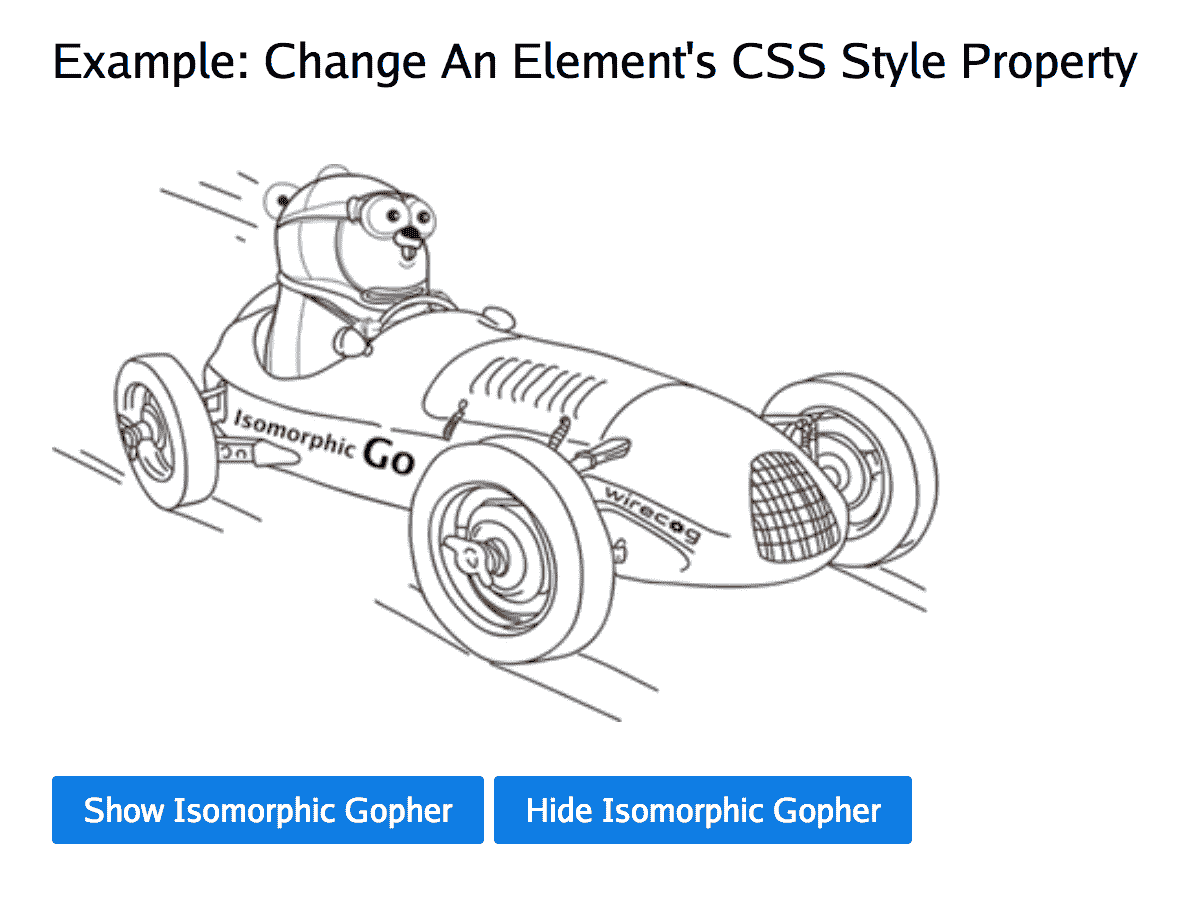 Example: Change An Element's CSS Style Property
Isomorphic Go
wirecog
Show Isomorphic Gopher
Hide Isomorphic Gopher